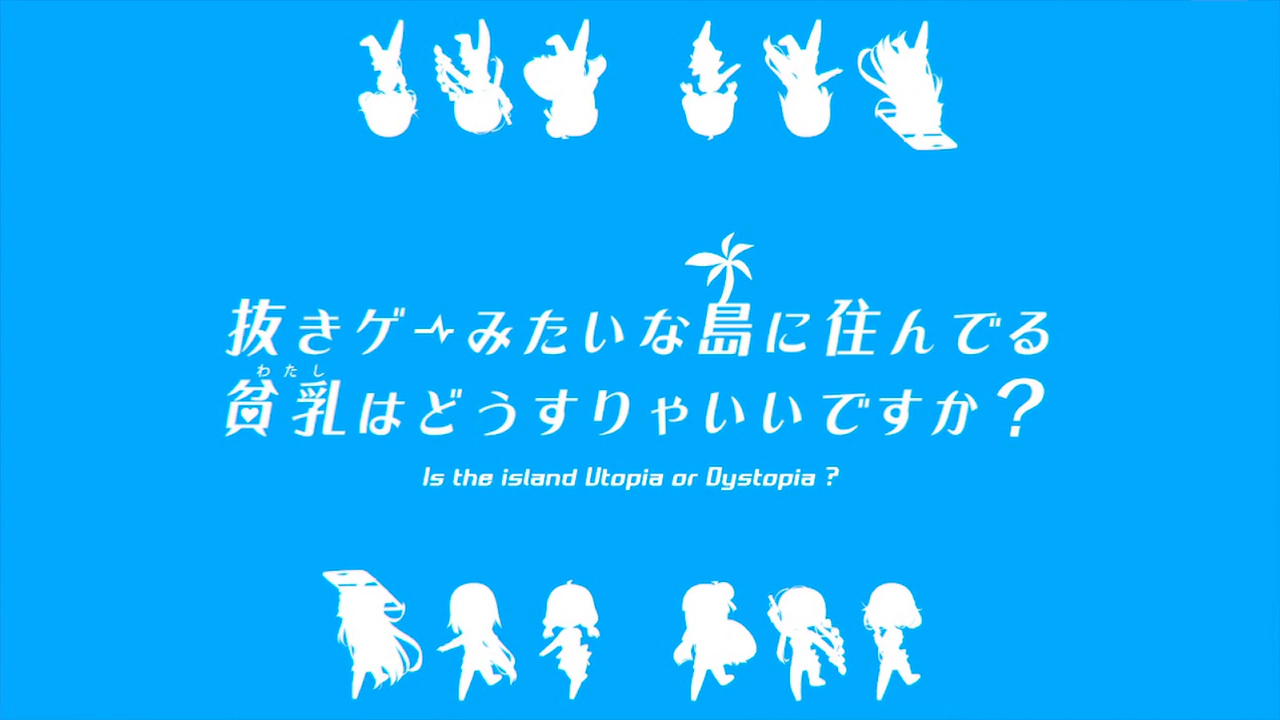 抜きゲーみたいな島に住んでる
わたし
貧乳はどうすりゃいいですか?
Is the island Utopia or Dystopia ?